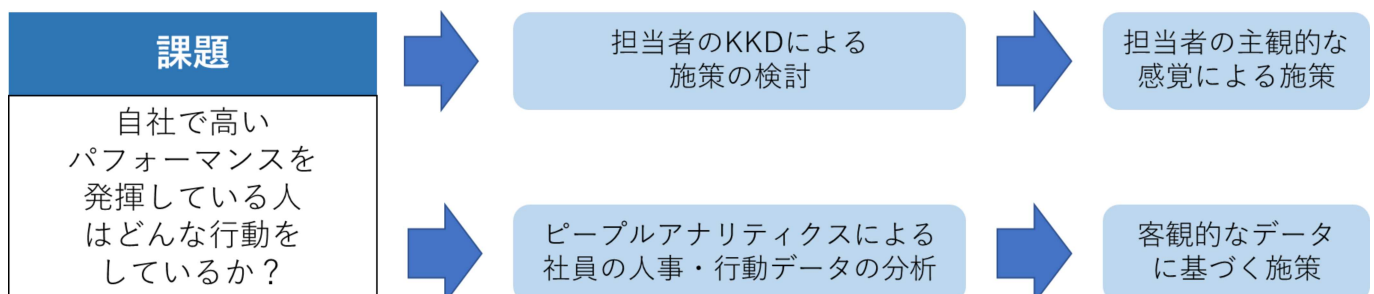 課題
自社で高い
パフォーマンスを
発揮している人
はどんな行動を
しているか？
担当者のKKDによる
施策の検討
担当者の主観的な
感覚による施策
ピープルアナリティクスによる
社員の人事・行動データの分析
客観的なデータ
に基づく施策